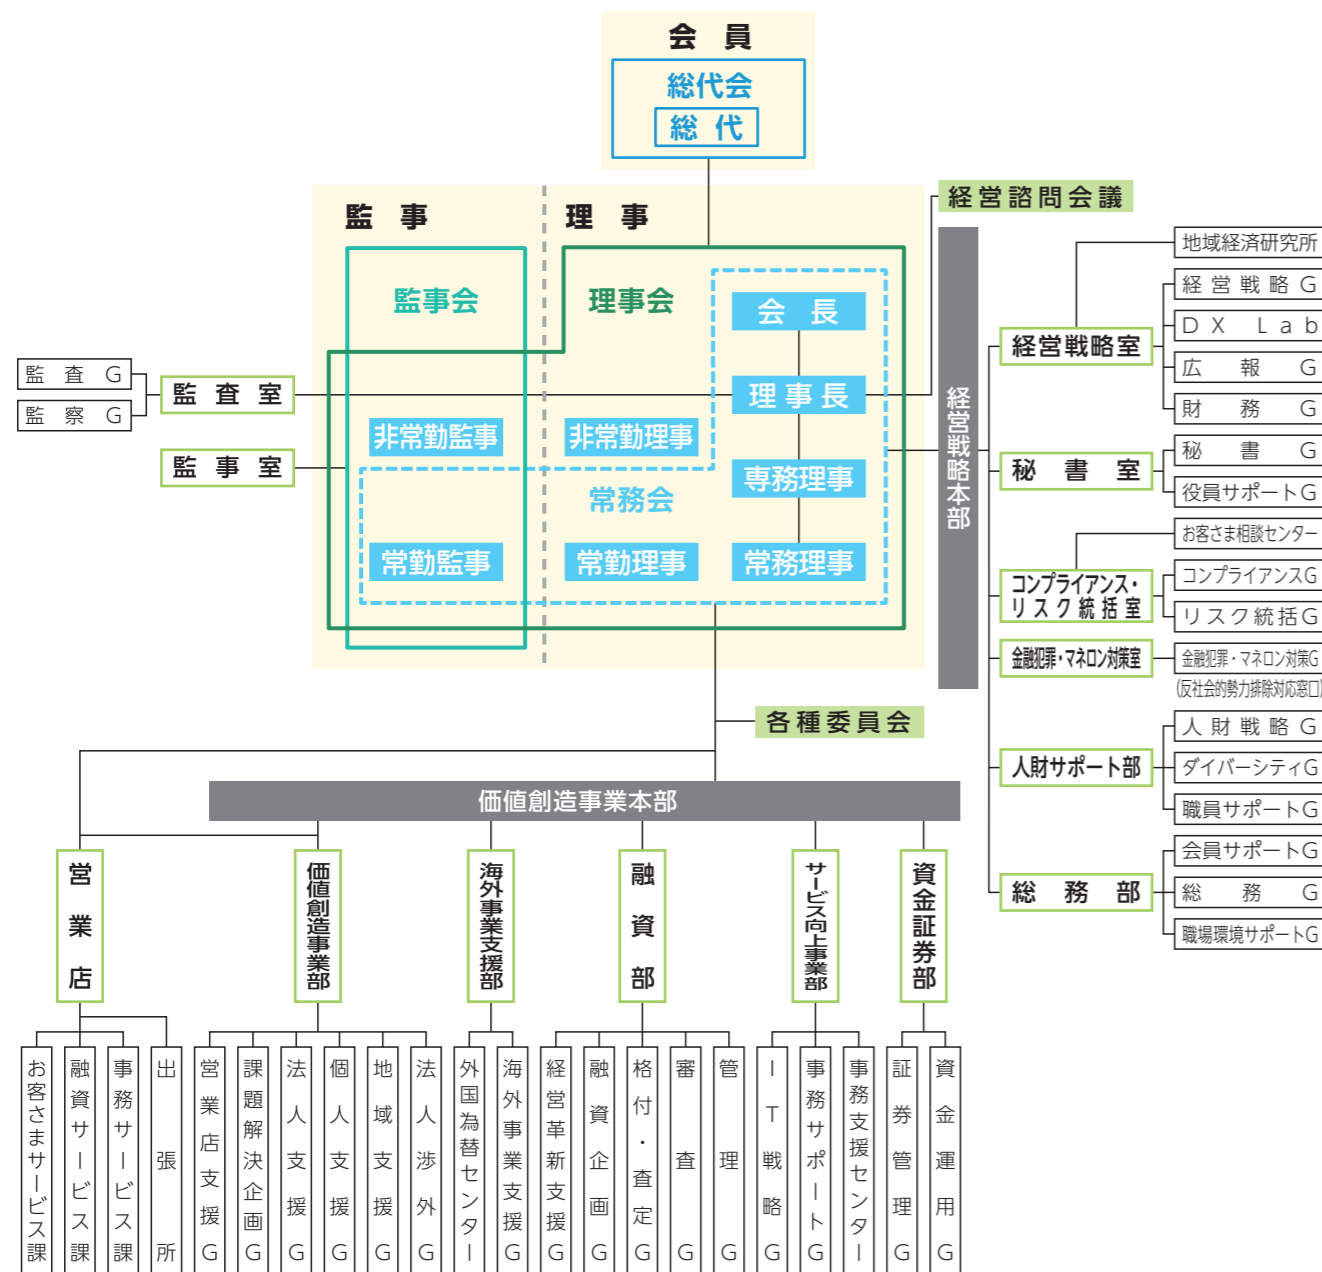 会員
総代会
総代
経営諮問会議
監事
理事
監事会
理事会
会長
理事長
非常勤監事
非常勤理事
専務理事
常務会
常勤監事
常勤理事
常務理事
監査G
監察G
監査室
監事室
経営戦略本部
地域経済研究所
経営戦略G
DX Lab
広報G
財務G
経営戦略室
秘書G
役員サポートG
秘書室
お客さま相談センター
コンプライアンスG
リスク統括G
コンプライアンス・
リスク統括室
金融犯罪・マネロン対策室
金融犯罪・マネロン対策G
(反社会的勢力排除対応窓口)
人財戦略G
ダイバーシティG
職員サポートG
人財サポート部
会員サポートG
総務G
職場環境サポートG
総務部
各種委員会
価値創造事業本部
営業店
価値創造事業部
海外事業支援部
融資部
サービス向上事業部
資金証券部
お客さまサービス課
融資サービス課
事務サービス課
出張所
営業店支援G
課題解決企画G
法人支援G
個人支援G
地域支援G
法人渉外G
外国為替センター
海外事業支援G
経営革新支援G
融資企画G
格付・査定G
審査G
管理G
IT戦略G
事務サポートG
事務支援センター
証券管理G
資金運用G